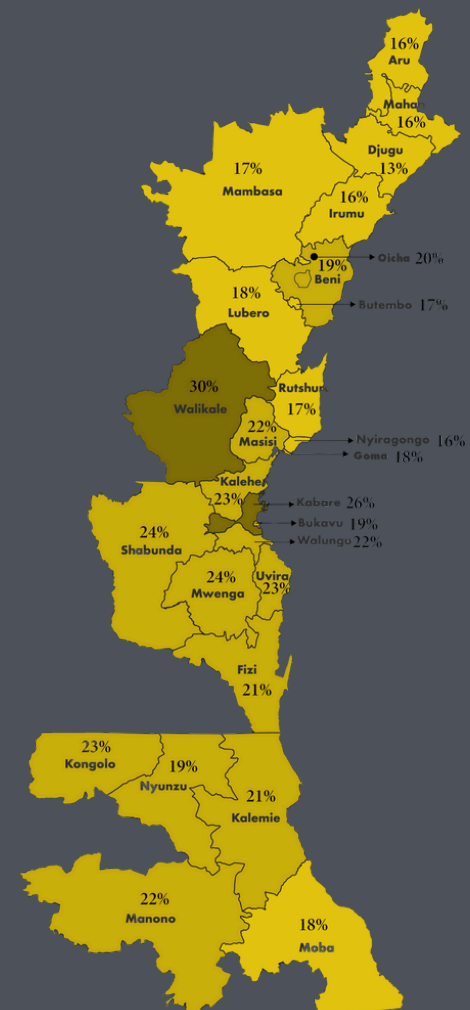 16%
Aru
Mahan
16%
Djugu
13%
17%
Mambasa
16%
Irumu
Oicha 20%
19%
Beni
18%
Lubero
Butembo 17%
30%
Walikale
Rutshur
17%
22%
Masisi
Nyiragongo 16%
Goma 18%
Kalehe
23%
Kabare 26%
Bukavu 19%
Walungu 22%
24%
Shabunda
24%
Mwenga
Uvira
23%
Fizi
21%
23%
Kongolo
19%
Nyunzu
21%
Kalemie
22%
Manono
18%
Moba